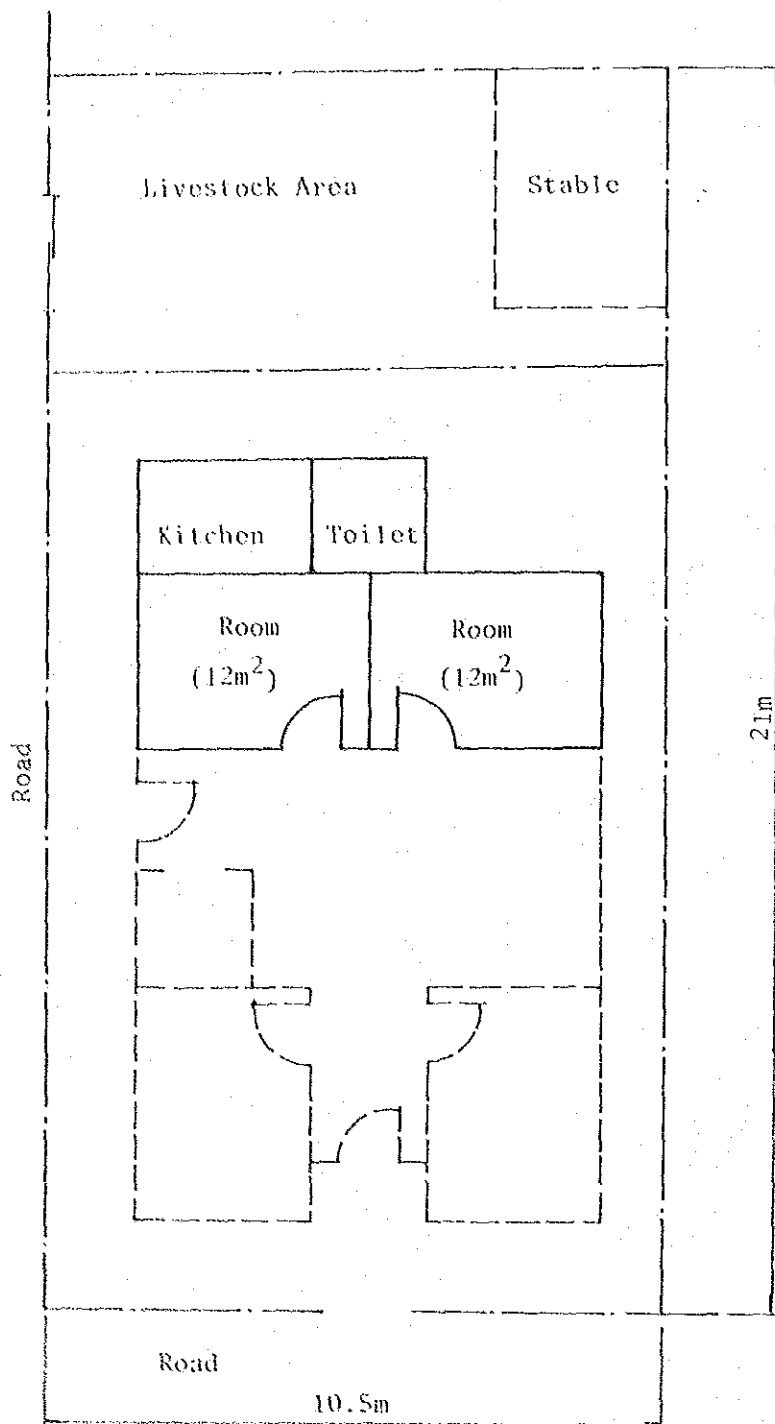 Livestock Area
Stable
Kitchen
Toilet
Room
(12m²)
Room
(12m²)
Road
21m
Road
10.5m